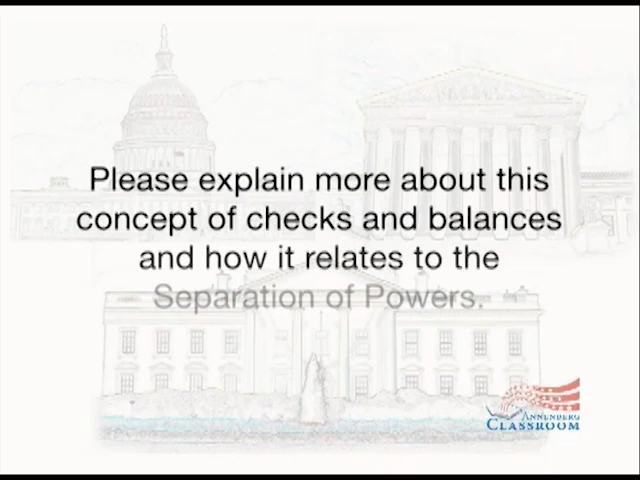 Please explain more about this
concept of checks and balances
and how it relates to the
Separation of Powers.
ANNENBERG
CLASSROOM